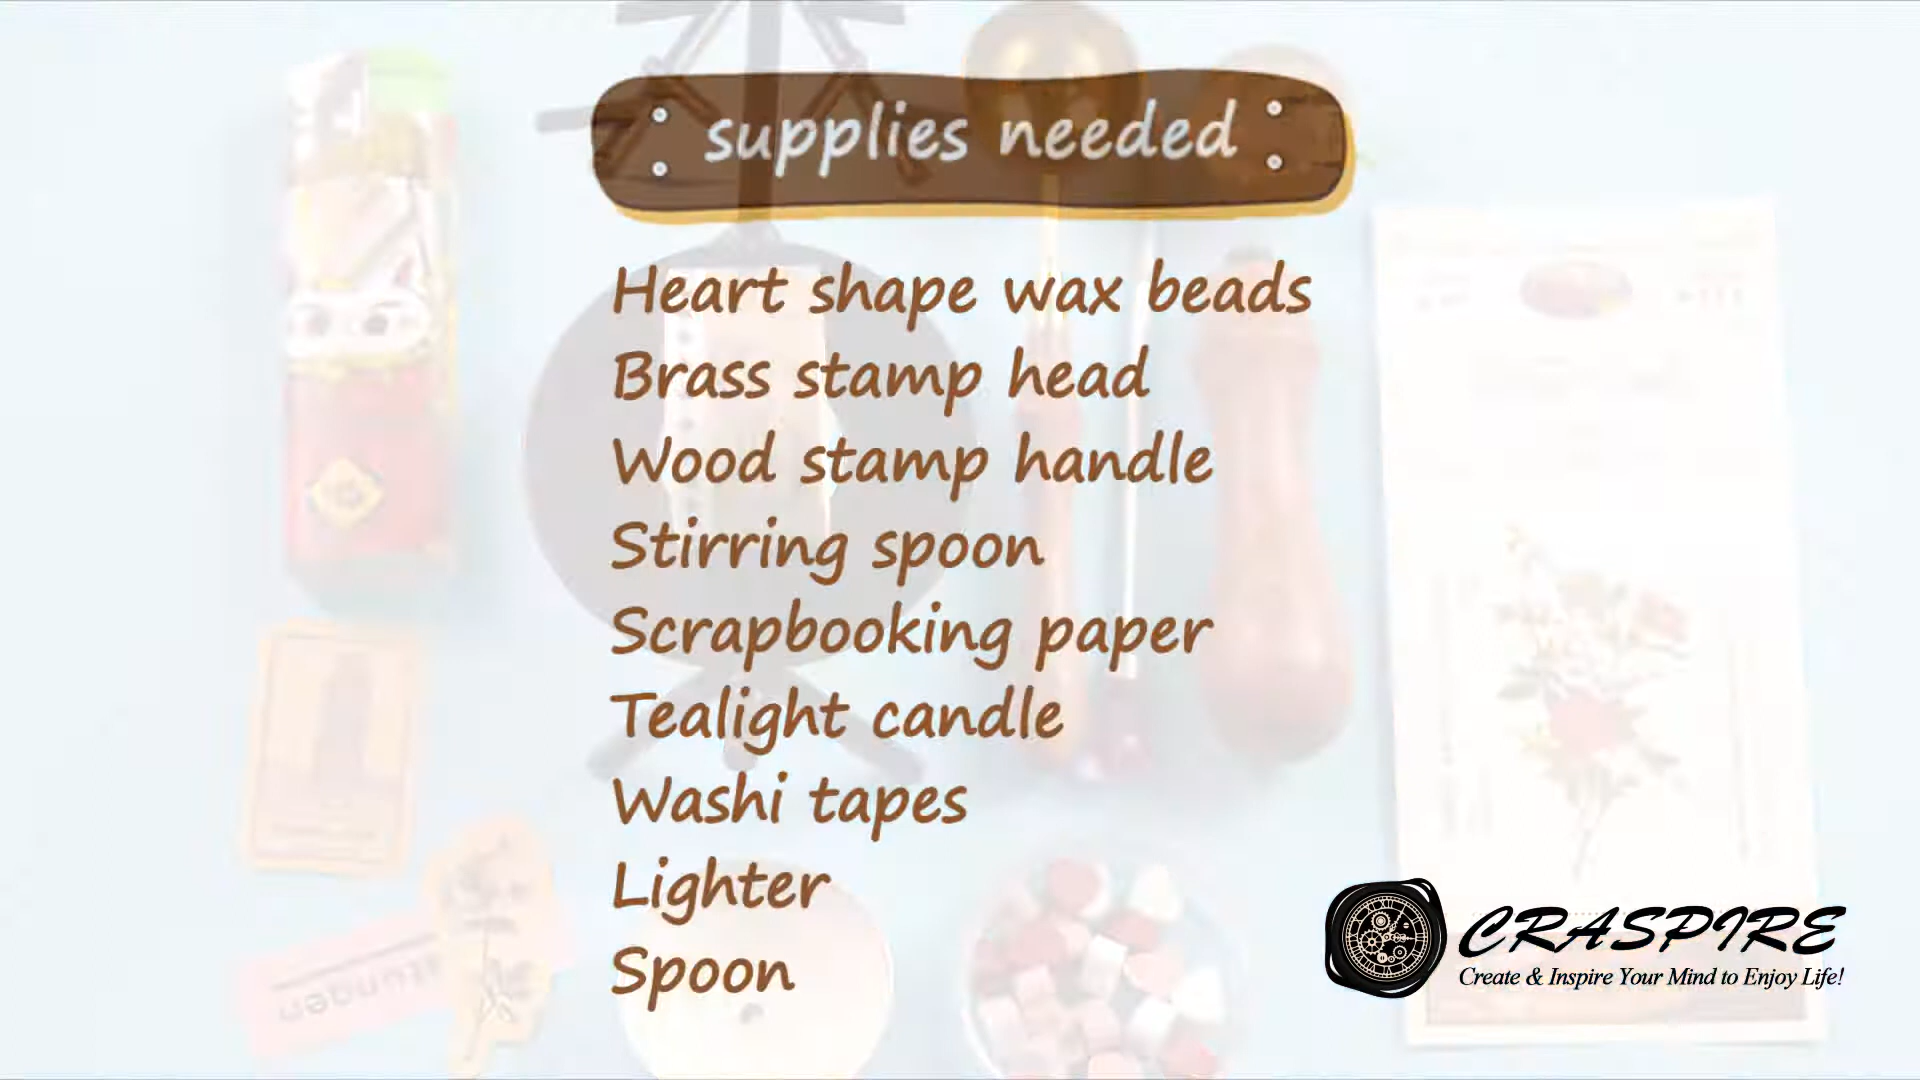 supplies needed
Heart shape wax beads
Brass stamp head
Wood stamp handle
Stirring spoon
Scrapbooking paper
Tealight candle
Washi tapes
Lighter
Spoon
CRASPIRE
Create & Inspire Your Mind to Enjoy Life!